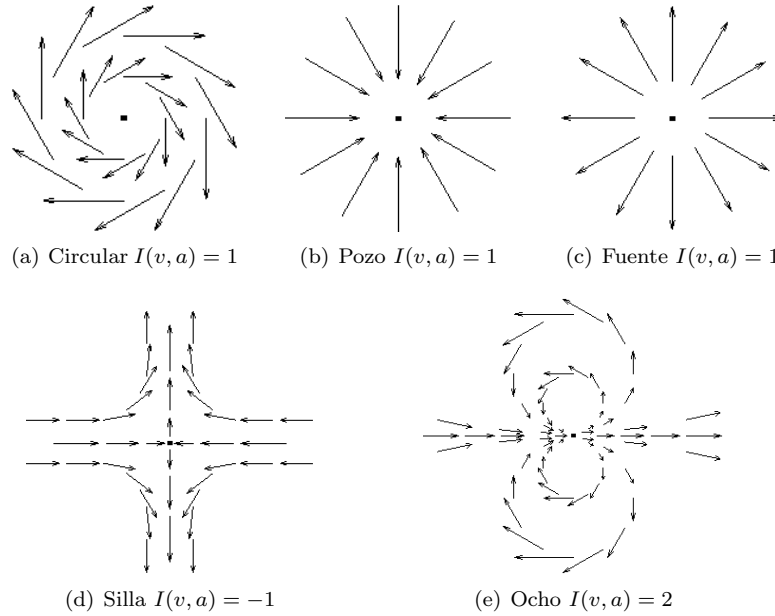 (a) Circular I(v, a) = 1
(b) Pozo I(v, a) = 1
(c) Fuente I(v, a) = 1
(d) Silla I(v, a) = −1
(e) Ocho I(v, a) = 2